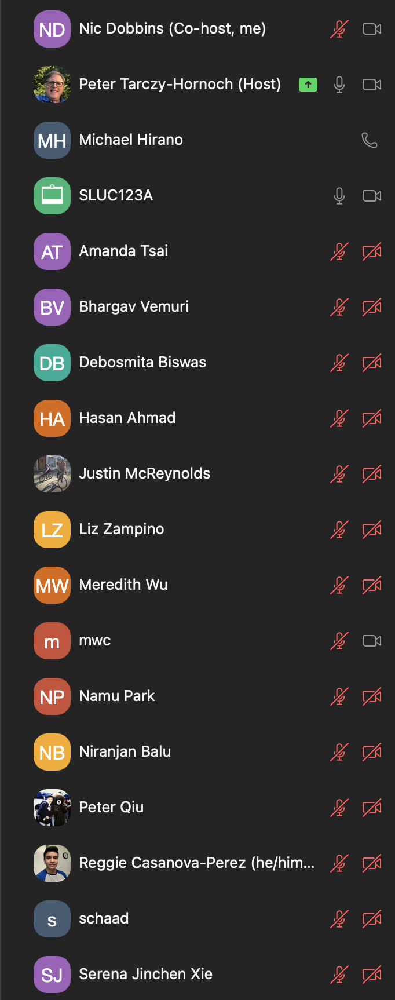 ND Nic Dobbins (Co-host, me)
Peter Tarczy-Hornoch (Host)
MH Michael Hirano
SLUC123A
AT Amanda Tsai
BV Bhargav Vemuri
DB Debosmita Biswas
HA Hasan Ahmad
Justin McReynolds
LZ Liz Zampino
MW Meredith Wu
m mwc
NP Namu Park
NB Niranjan Balu
Peter Qiu
Reggie Casanova-Perez (he/him...
s schaad
SJ Serena Jinchen Xie